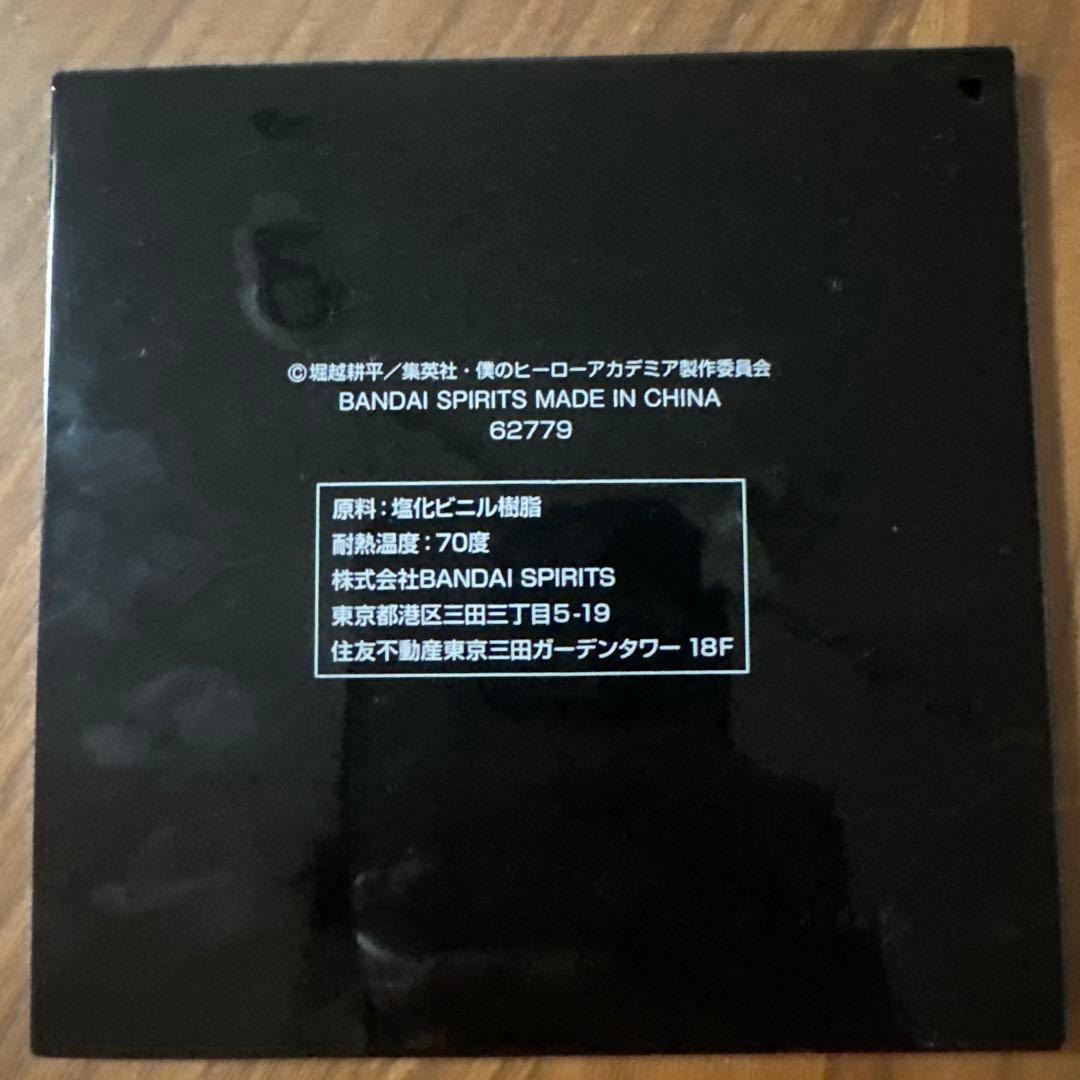 ©堀越耕平／集英社・僕のヒーローアカデミア製作委員会
BANDAI SPIRITS MADE IN CHINA
62779
原料：塩化ビニル樹脂
耐熱温度：70度
株式会社BANDAI SPIRITS
東京都港区三田三丁目5-19
住友不動産東京三田ガーデンタワー 18F